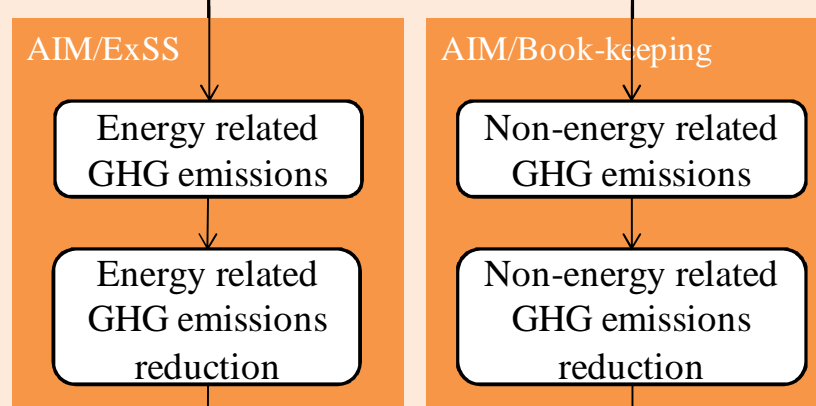 AIM/ExSS
Energy related
GHG emissions
Energy related
GHG emissions
reduction
AIM/Book-keeping
Non-energy related
GHG emissions
Non-energy related
GHG emissions
reduction